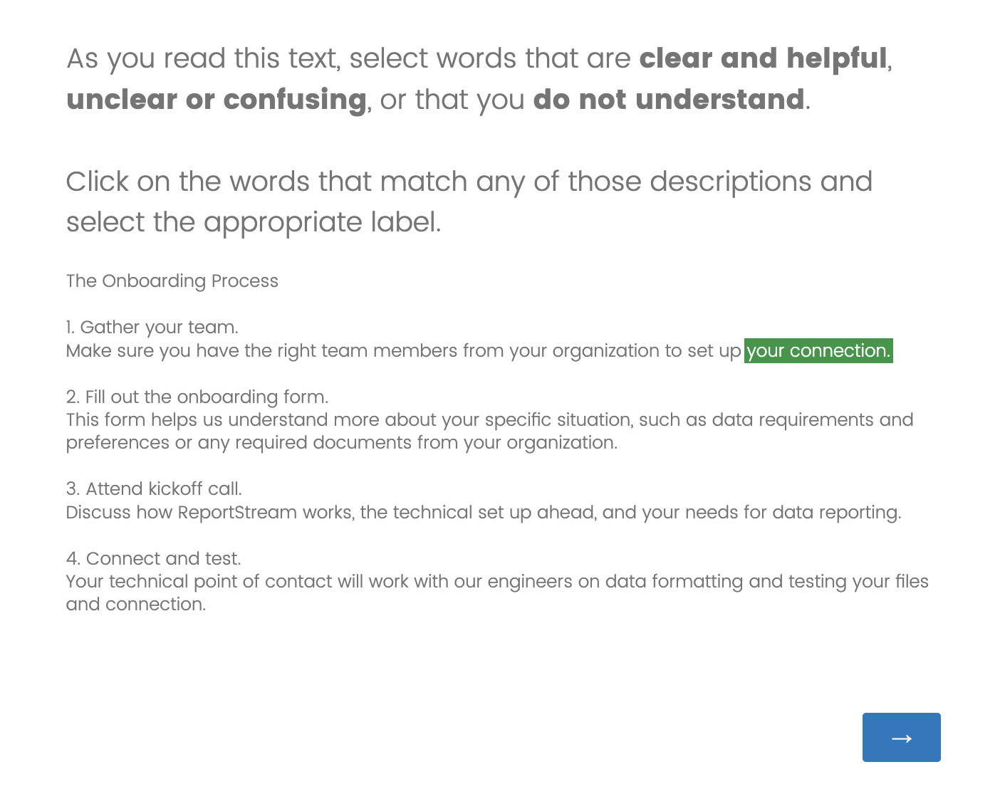 As you read this text, select words that are clear and helpful,
unclear or confusing, or that you do not understand.
Click on the words that match any of those descriptions and
select the appropriate label.
The Onboarding Process
1. Gather your team.
Make sure you have the right team members from your organization to set up your connection.
2. Fill out the onboarding form.
This form helps us understand more about your specific situation, such as data requirements and
preferences or any required documents from your organization.
3. Attend kickoff call.
Discuss how ReportStream works, the technical set up ahead, and your needs for data reporting.
4. Connect and test.
Your technical point of contact will work with our engineers on data formatting and testing your files
and connection.
→